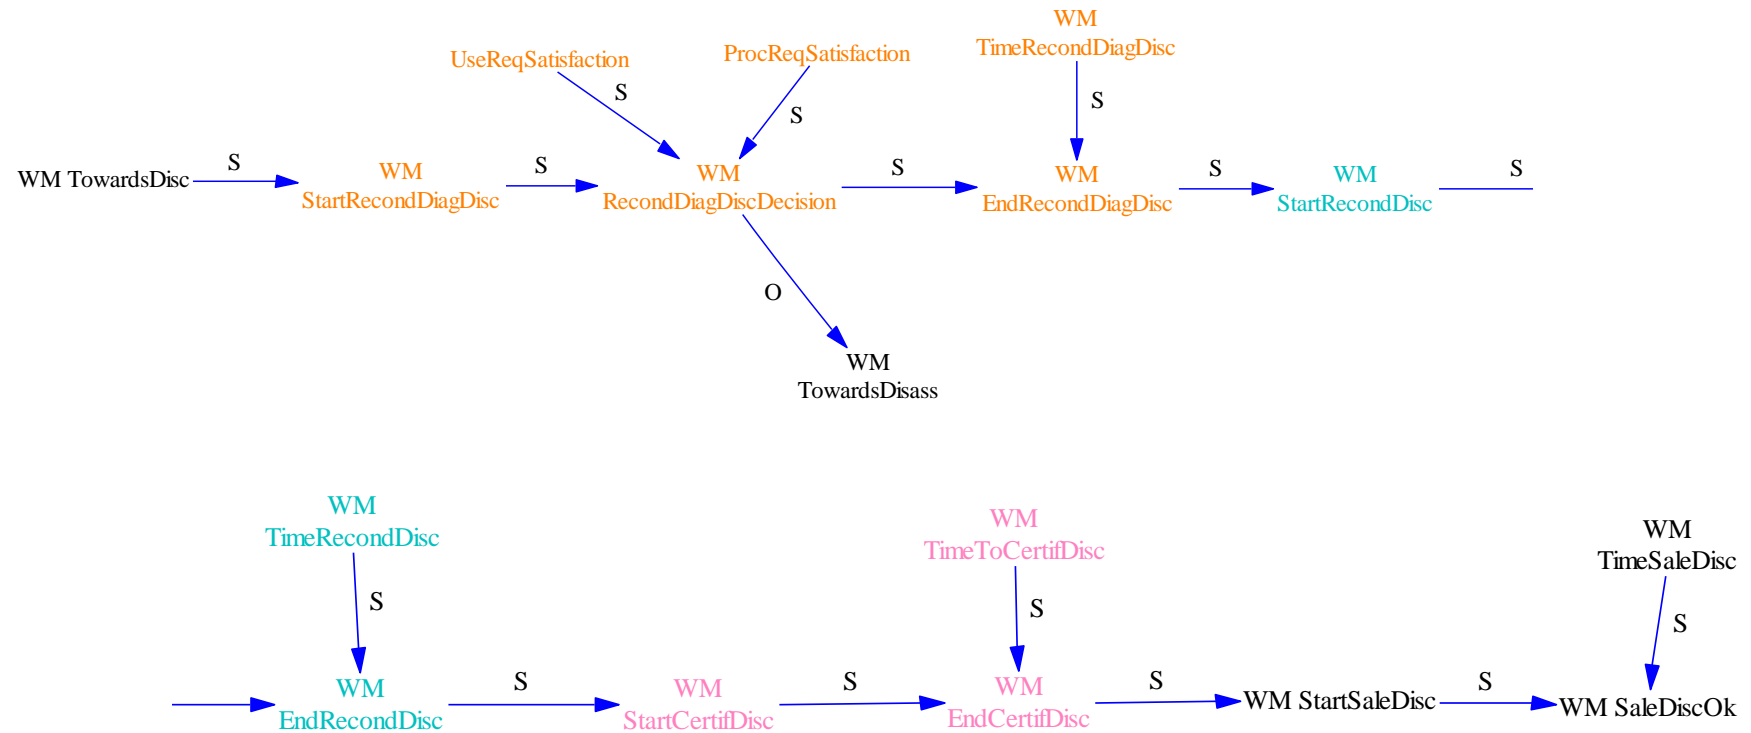 WM
TimeRecondDiagDisc
UseReqSatisfaction
ProcReqSatisfaction
S
S
S
WM TowardsDisc
S
WM
StartRecondDiagDisc
S
WM
RecondDiagDiscDecision
S
WM
EndRecondDiagDisc
S
WM
StartRecondDisc
S
O
WM
TowardsDisass
WM
TimeRecondDisc
WM
TimeToCertifDisc
WM
TimeSaleDisc
S
S
S
WM
EndRecondDisc
S
WM
StartCertifDisc
S
WM
EndCertifDisc
S
WM StartSaleDisc
S
WM SaleDiscOk